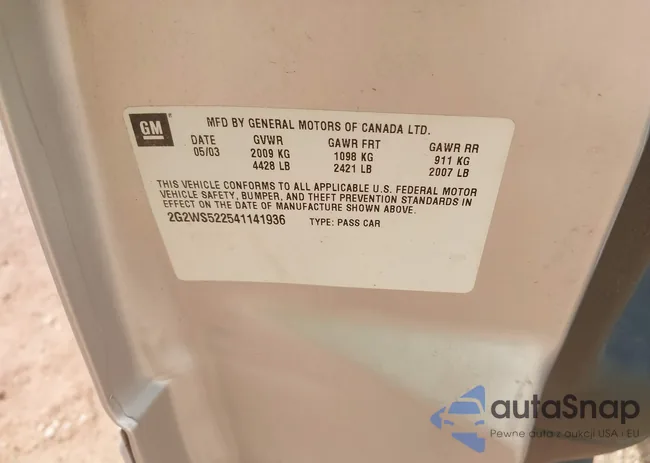 GM
MFD BY GENERAL MOTORS OF CANADA LTD.
DATE GVWR GAWR FRT GAWR RR
05/03 2009 KG 1098 KG 911 KG
4428 LB 2421 LB 2007 LB
THIS VEHICLE CONFORMS TO ALL APPLICABLE U.S. FEDERAL MOTOR
VEHICLE SAFETY, BUMPER, AND THEFT PREVENTION STANDARDS IN
EFFECT ON THE DATE OF MANUFACTURE SHOWN ABOVE.
2G2WS522541141936 TYPE: PASS CAR
autaSnap
Pewne auta z aukcji USA i EU